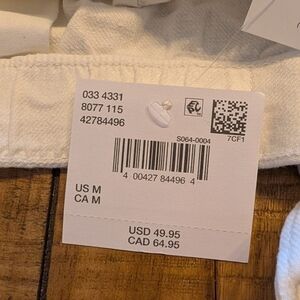 033 4331
8077 115
42784496
7CF1
S064-0004
4 00427 84496 4
US M
CA M
USD 49.95
CAD 64.95